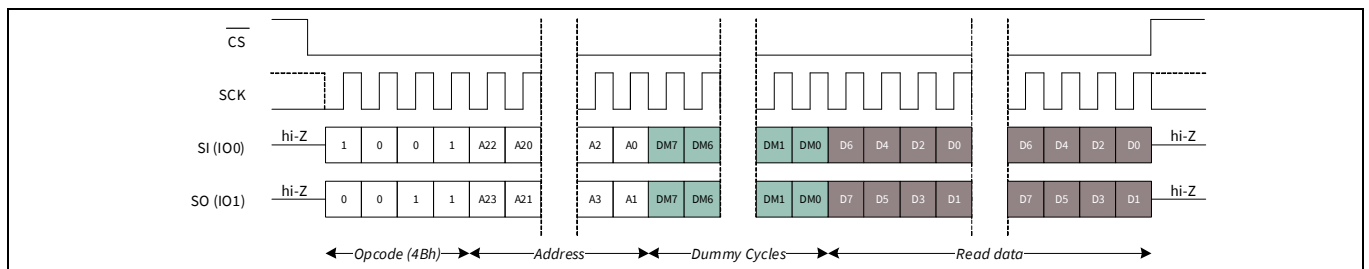 CS
SCK
SI (IO0) hi-Z 1 0 0 1 A22 A20 A2 A0 DM7 DM6 DM1 DM0 D6 D4 D2 D0 D6 D4 D2 D0 hi-Z
SO (IO1) hi-Z 0 0 1 1 A23 A21 A3 A1 DM7 DM6 DM1 DM0 D7 D5 D3 D1 D7 D5 D3 D1 hi-Z
Opcode (4Bh) Address Dummy Cycles Read data